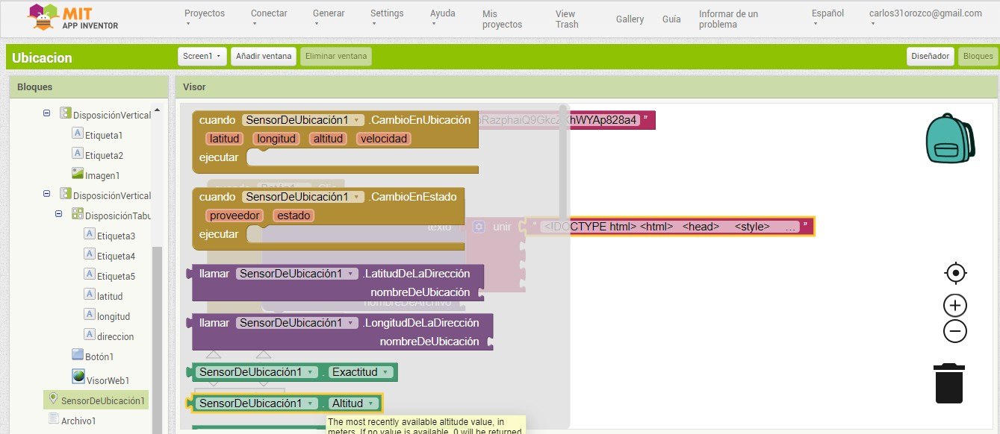 MIT
APP INVENTOR
Proyectos
Conectar
Generar
Settings
Ayuda
Mis
proyectos
View
Trash
Gallery
Guía
Informar de un
problema
Español
carlos31orozco@gmail.com
Ubicacion
Screen1
Añadir ventana
Eliminar ventana
Diseñador
Bloques
Bloques
Visor
DisposiciónVertical
Etiqueta1
Etiqueta2
Imagen1
DisposiciónVertical
DisposiciónTabu
Etiqueta3
Etiqueta4
Etiqueta5
latitud
longitud
direccion
Botón1
VisorWeb1
SensorDeUbicación1
Archivo1
cuando SensorDeUbicación1 .CambioEnUbicación
latitud longitud altitud velocidad
ejecutar
hWYAp828a4 "
cuando SensorDeUbicación1 .CambioEnEstado
proveedor estado
ejecutar
texto unir " <!DOCTYPE html> <html> <head> <style> ... "
llamar SensorDeUbicación1 .LatitudDeLaDirección
nombreDeUbicación
nombreDeArchivo
llamar SensorDeUbicación1 .LongitudDeLaDirección
nombreDeUbicación
SensorDeUbicación1 . Exactitud
SensorDeUbicación1 . Altitud
The most recently available altitude value, in
meters. If no value is available, 0 will be returned